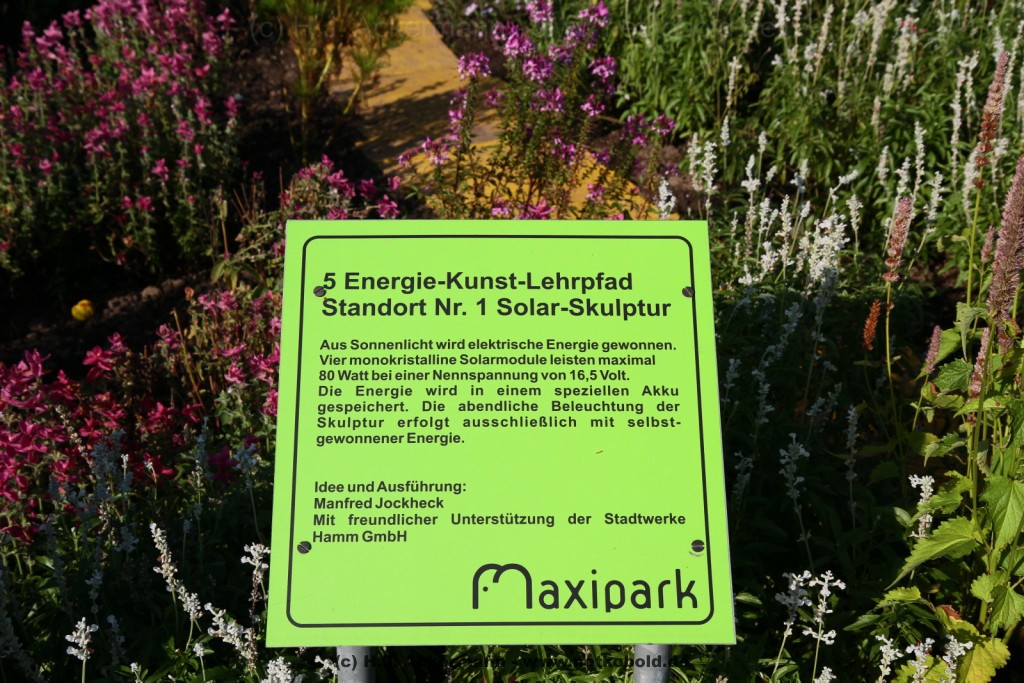 5 Energie-Kunst-Lehrpfad
Standort Nr. 1 Solar-Skulptur
Aus Sonnenlicht wird elektrische Energie gewonnen.
Vier monokristalline Solarmodule leisten maximal
80 Watt bei einer Nennspannung von 16,5 Volt.
Die Energie wird in einem speziellen Akku
gespeichert. Die abendliche Beleuchtung der
Skulptur erfolgt ausschließlich mit selbst-
gewonnener Energie.
Idee und Ausführung:
Manfred Jockheck
Mit freundlicher Unterstützung der Stadtwerke
Hamm GmbH
Maxipark